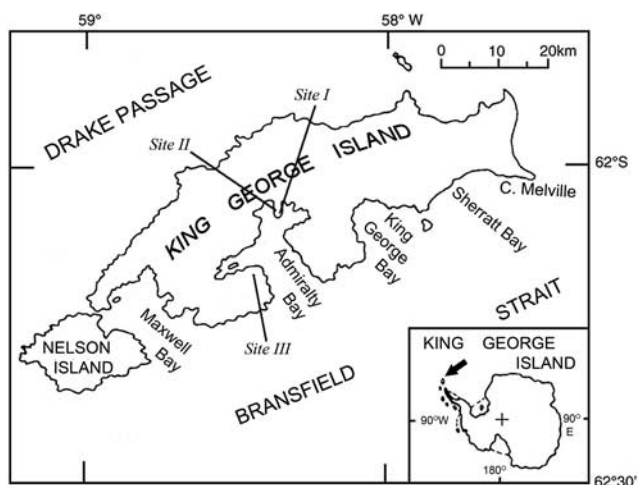 59°
58° W
0
10
20km
DRAKE PASSAGE
Site I
Site II
KING GEORGE ISLAND
62°S
C. Melville
Sherratt Bay
King
George
Bay
Admiralty
Bay
Maxwell
Bay
Site III
NELSON
ISLAND
BRANSFIELD STRAIT
KING GEORGE
ISLAND
90°W
90°
E
180°
62°30'